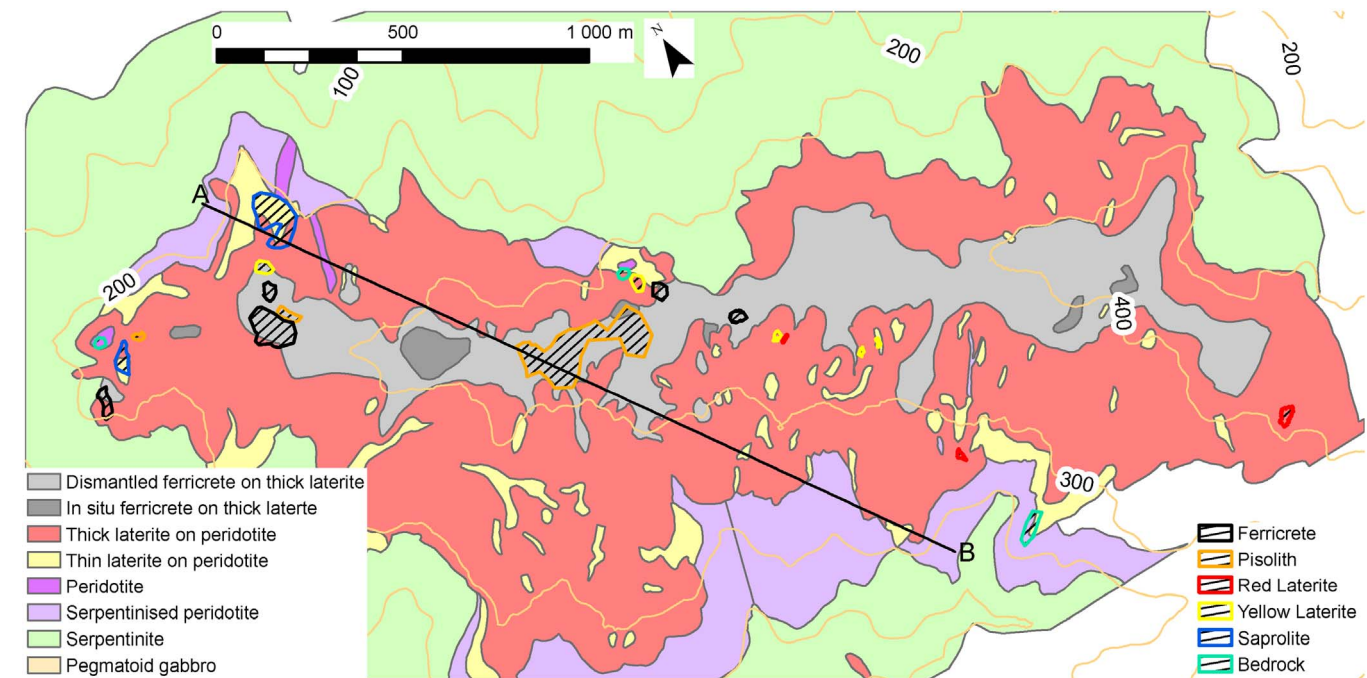 0 500 1 000 m
N
100
200
200
A
200
400
300
B
Dismantled ferricrete on thick laterite
In situ ferricrete on thick laterte
Thick laterite on peridotite
Thin laterite on peridotite
Peridotite
Serpentinised peridotite
Serpentinite
Pegmatoid gabbro
Ferricrete
Pisolith
Red Laterite
Yellow Laterite
Saprolite
Bedrock